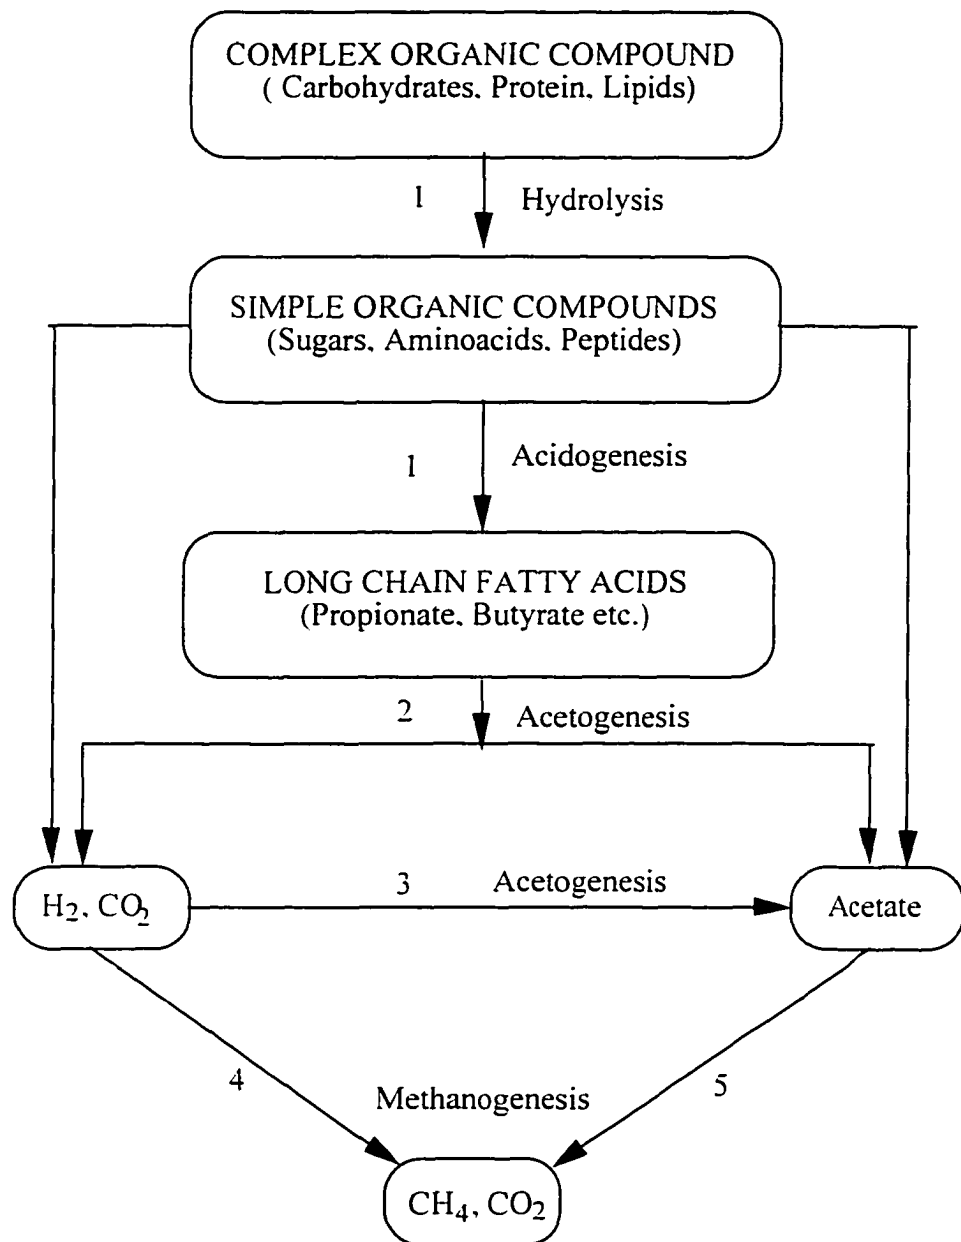 COMPLEX ORGANIC COMPOUND
( Carbohydrates, Protein, Lipids)
1 Hydrolysis
SIMPLE ORGANIC COMPOUNDS
(Sugars, Aminoacids, Peptides)
1 Acidogenesis
LONG CHAIN FATTY ACIDS
(Propionate, Butyrate etc.)
2 Acetogenesis
3 Acetogenesis
H₂, CO₂
Acetate
4
5
Methanogenesis
CH₄, CO₂